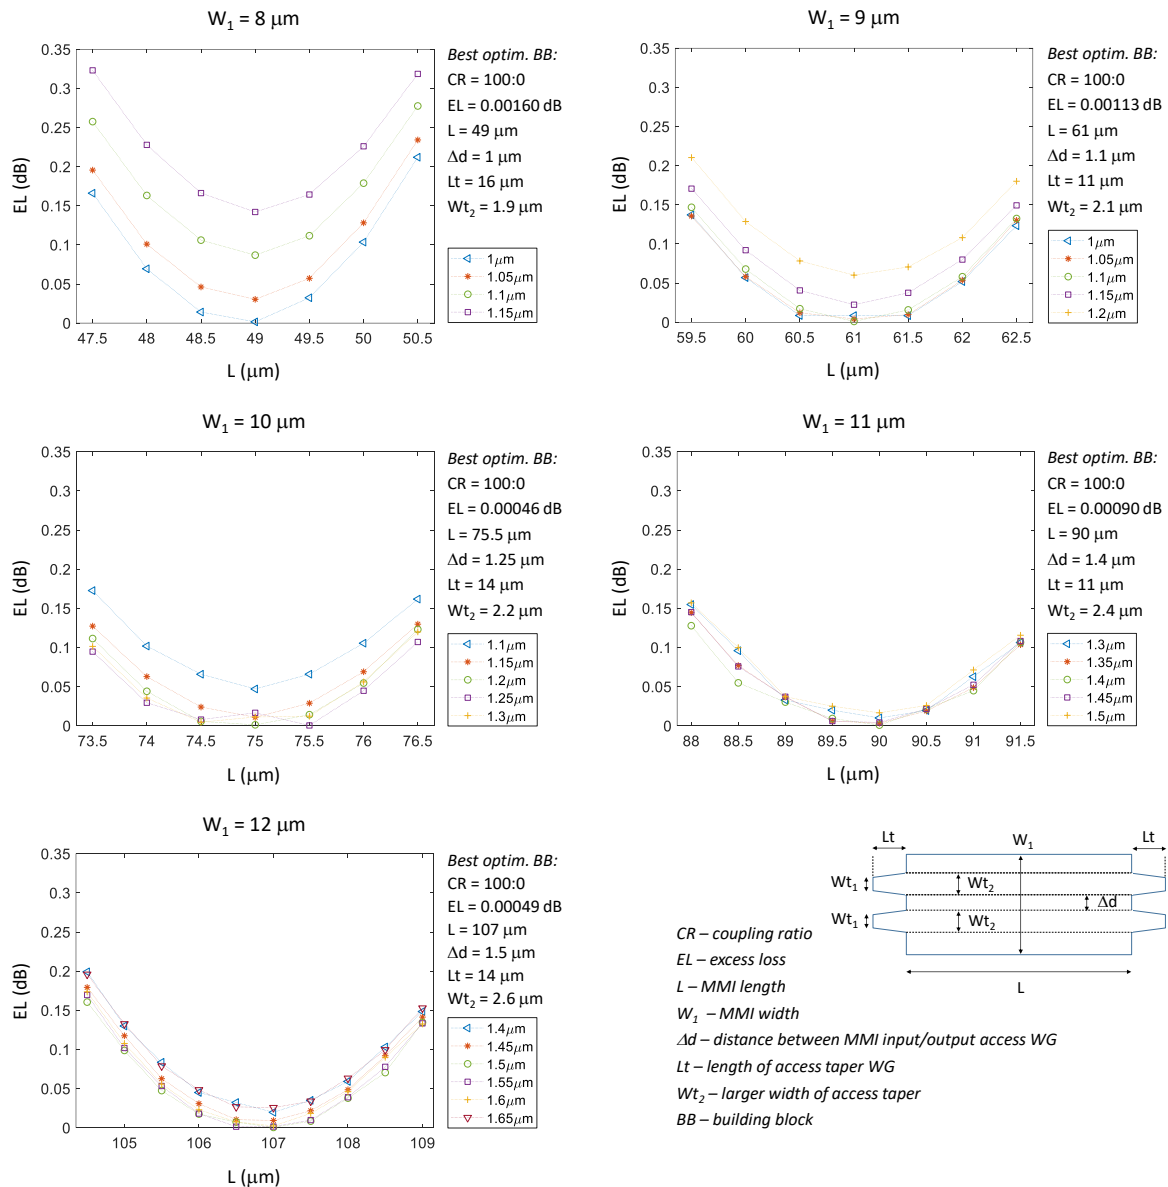 W₁ = 8 μm
0.35
0.3
0.25
0.2
0.15
0.1
0.05
0
EL (dB)
47.5 48 48.5 49 49.5 50 50.5
L (μm)
Best optim. BB:
CR = 100:0
EL = 0.00160 dB
L = 49 μm
Δd = 1 μm
Lt = 16 μm
Wt₂ = 1.9 μm
1μm
1.05μm
1.1μm
1.15μm
W₁ = 9 μm
0.35
0.3
0.25
0.2
0.15
0.1
0.05
0
EL (dB)
59.5 60 60.5 61 61.5 62 62.5
L (μm)
Best optim. BB:
CR = 100:0
EL = 0.00113 dB
L = 61 μm
Δd = 1.1 μm
Lt = 11 μm
Wt₂ = 2.1 μm
1μm
1.05μm
1.1μm
1.15μm
1.2μm
W₁ = 10 μm
0.35
0.3
0.25
0.2
0.15
0.1
0.05
0
EL (dB)
73.5 74 74.5 75 75.5 76 76.5
L (μm)
Best optim. BB:
CR = 100:0
EL = 0.00046 dB
L = 75.5 μm
Δd = 1.25 μm
Lt = 14 μm
Wt₂ = 2.2 μm
1.1μm
1.15μm
1.2μm
1.25μm
1.3μm
W₁ = 11 μm
0.35
0.3
0.25
0.2
0.15
0.1
0.05
0
EL (dB)
88 88.5 89 89.5 90 90.5 91 91.5
L (μm)
Best optim. BB:
CR = 100:0
EL = 0.00090 dB
L = 90 μm
Δd = 1.4 μm
Lt = 11 μm
Wt₂ = 2.4 μm
1.3μm
1.35μm
1.4μm
1.45μm
1.5μm
W₁ = 12 μm
0.35
0.3
0.25
0.2
0.15
0.1
0.05
0
EL (dB)
105 106 107 108 109
L (μm)
Best optim. BB:
CR = 100:0
EL = 0.00049 dB
L = 107 μm
Δd = 1.5 μm
Lt = 14 μm
Wt₂ = 2.6 μm
1.4μm
1.45μm
1.5μm
1.55μm
1.6μm
1.65μm
Lt W₁ Lt
Wt₁ Wt₂
Δd
Wt₁ Wt₂
L
CR – coupling ratio
EL – excess loss
L – MMI length
W₁ – MMI width
Δd – distance between MMI input/output access WG
Lt – length of access taper WG
Wt₂ – larger width of access taper
BB – building block